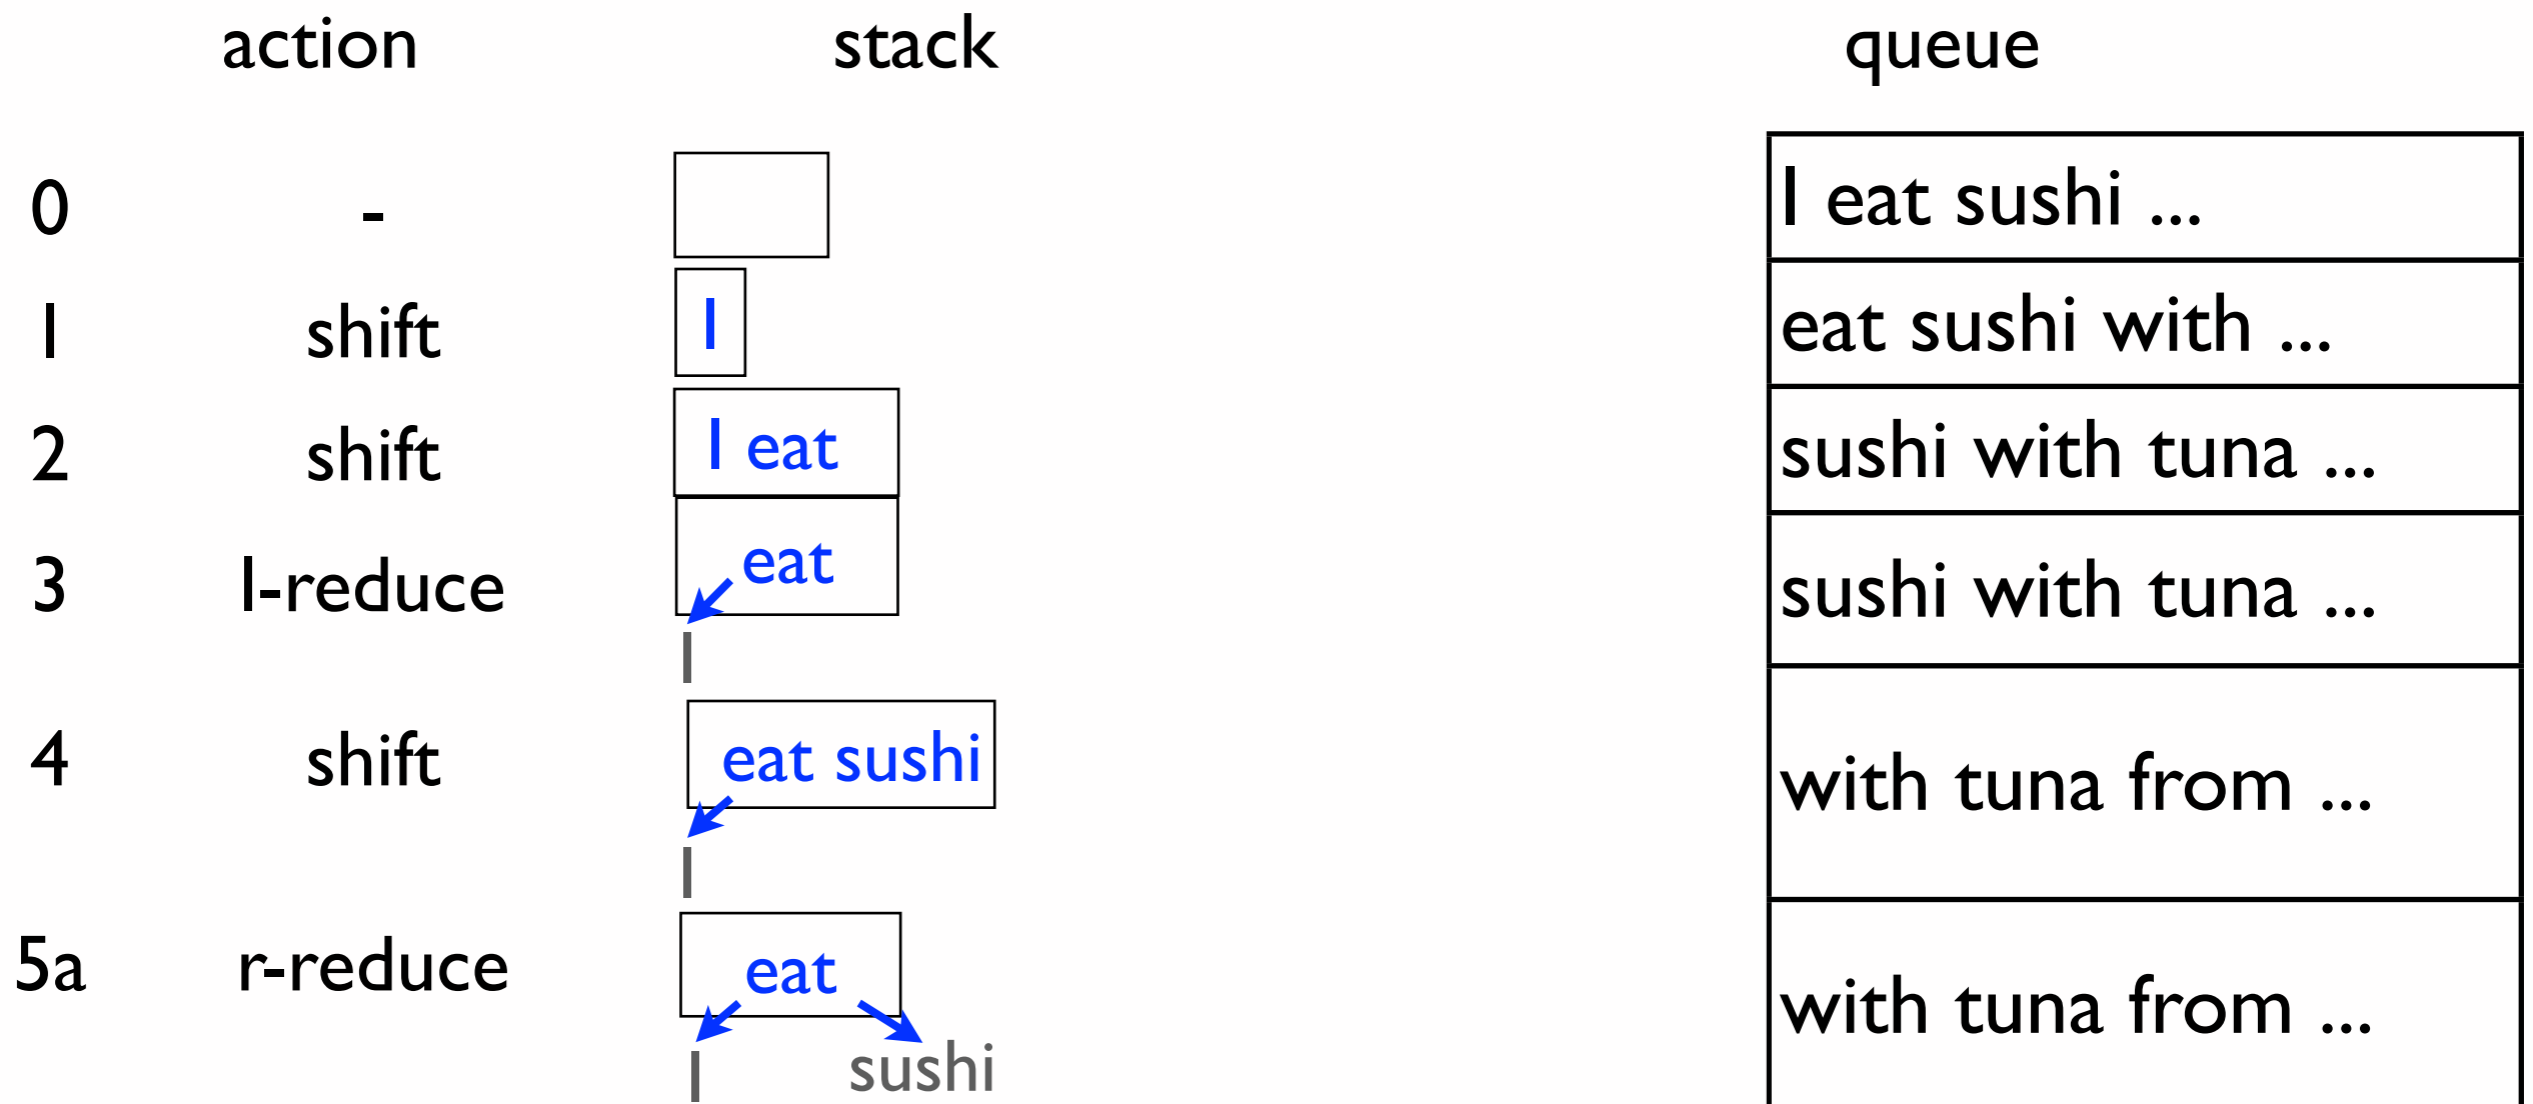 action stack queue
0 - I eat sushi ...
1 shift I eat sushi with ...
2 shift I eat sushi with tuna ...
3 l-reduce eat sushi with tuna ...
I
4 shift eat sushi with tuna from ...
I
5a r-reduce eat with tuna from ...
I sushi